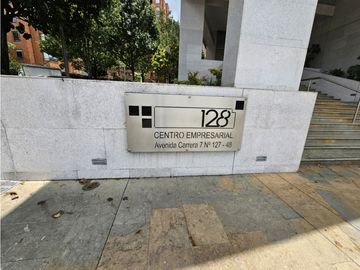 128
CENTRO EMPRESARIAL
Avenida Carrera 7 Nº 127 - 48